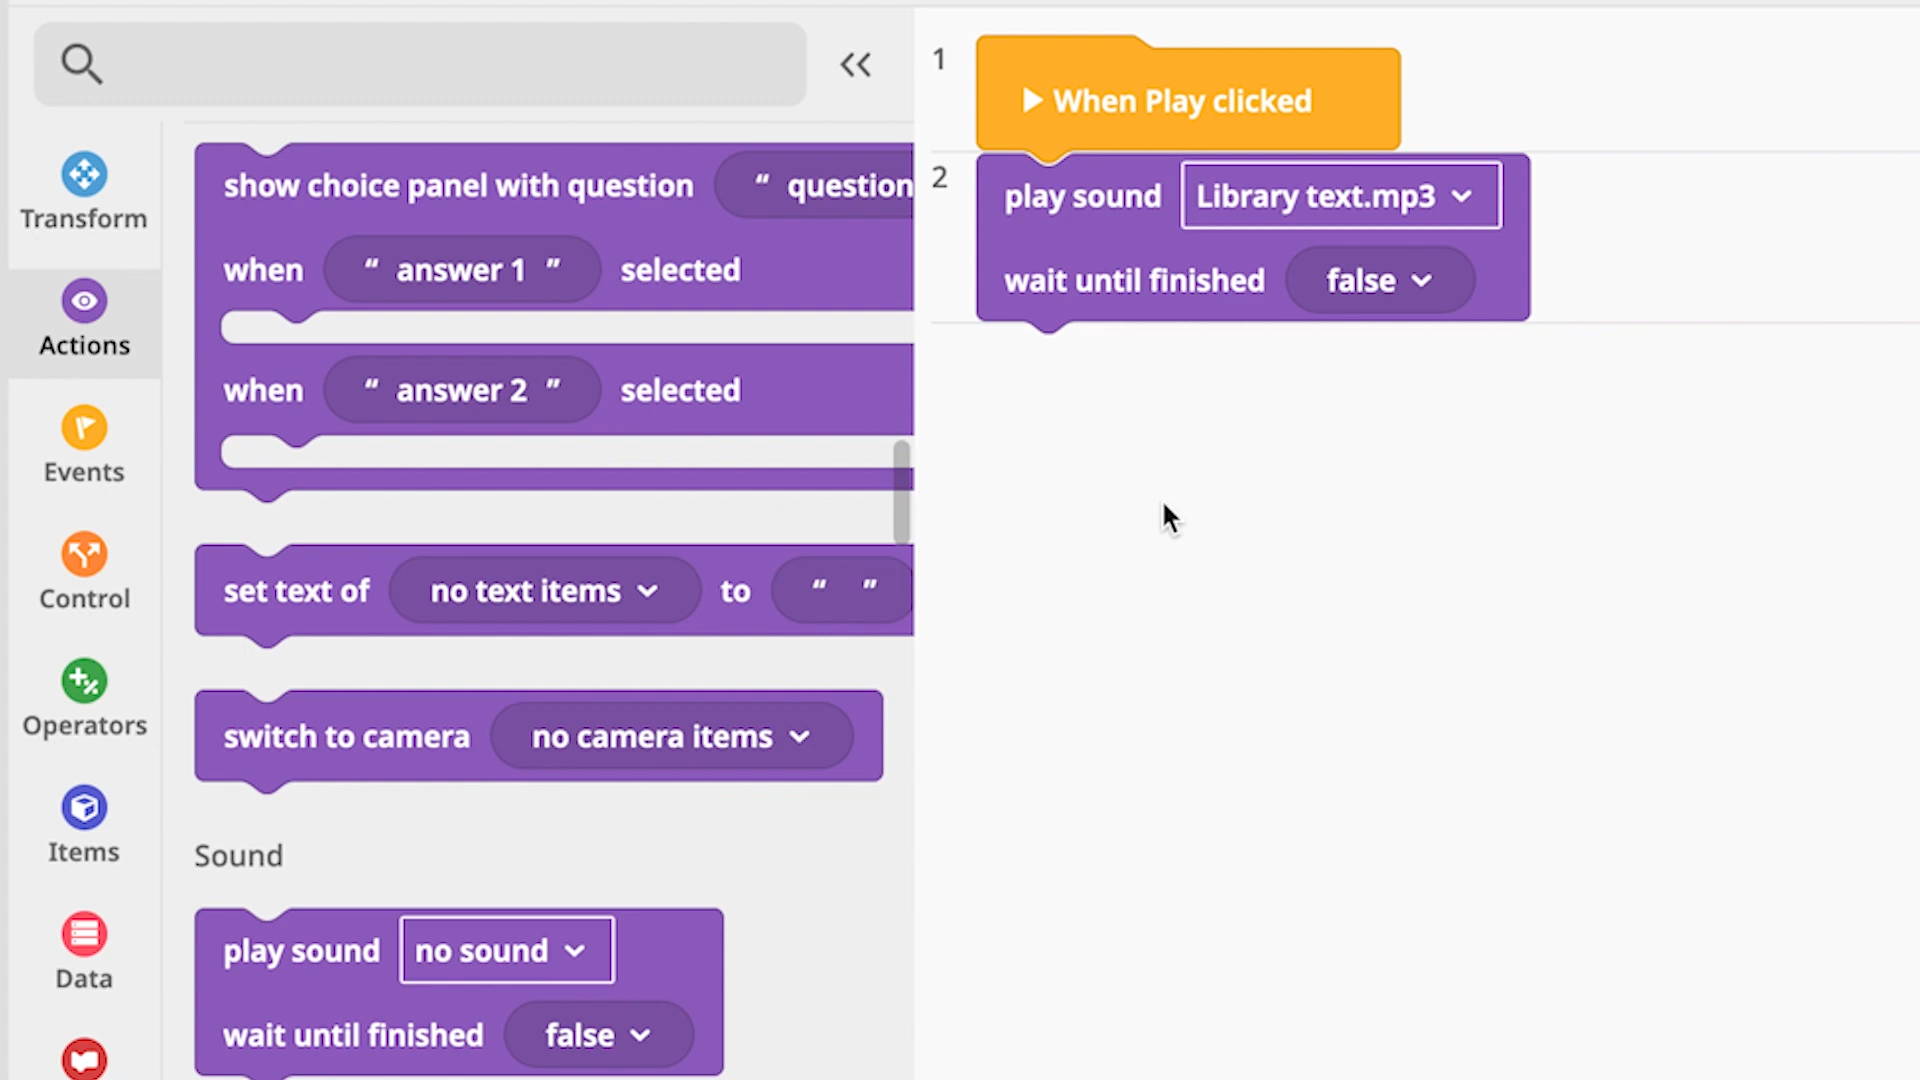 Transform
Actions
Events
Control
Operators
Items
Data
show choice panel with question “ question
when “ answer 1 ” selected
when “ answer 2 ” selected
set text of no text items to “ ”
switch to camera no camera items
Sound
play sound no sound
wait until finished false
1
When Play clicked
2
play sound Library text.mp3
wait until finished false